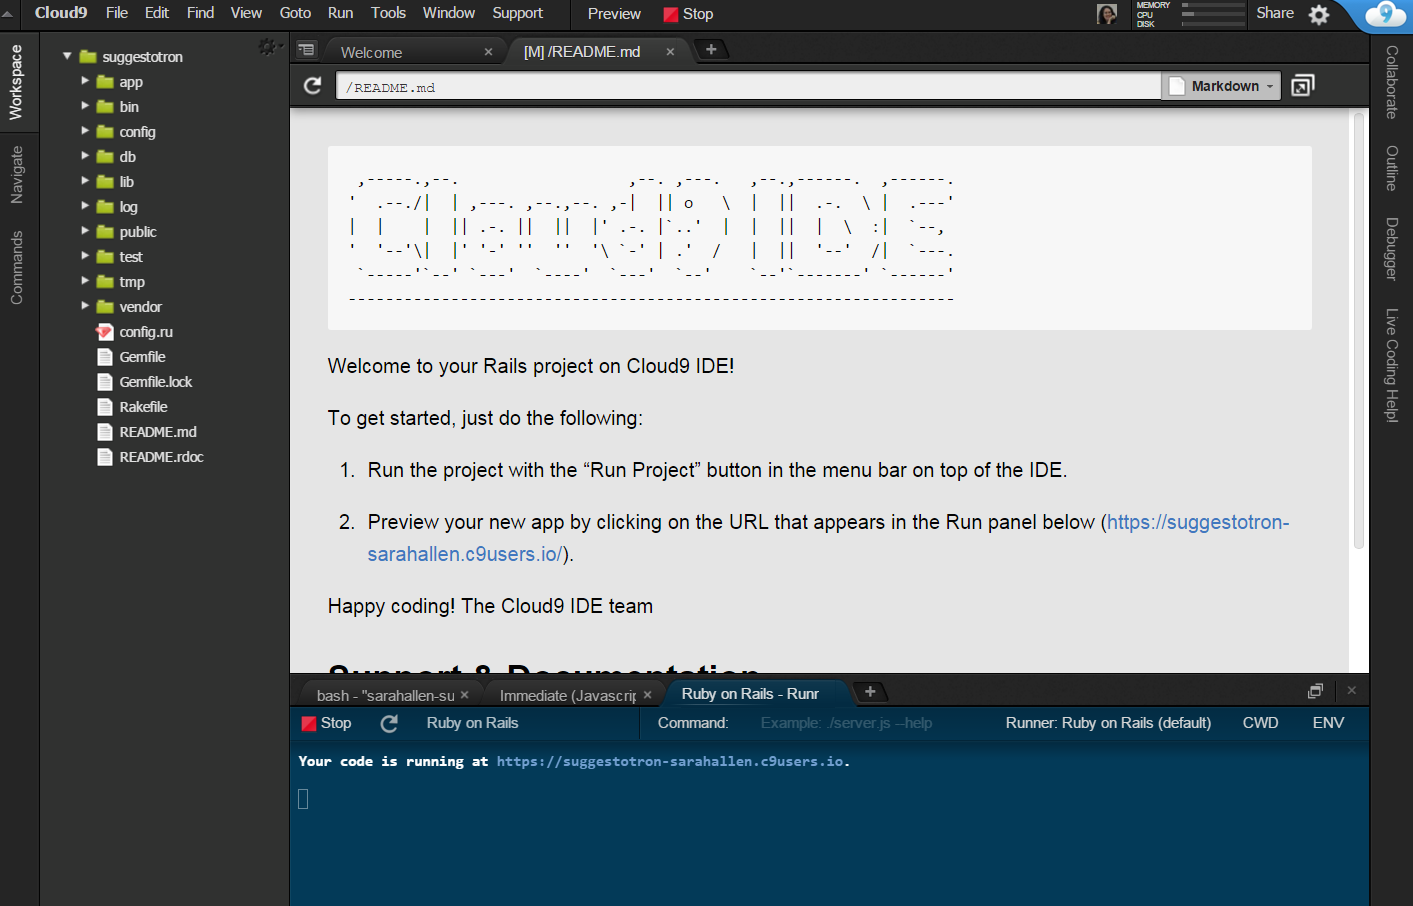 Cloud9 File Edit Find View Goto Run Tools Window Support Preview Stop MEMORY CPU DISK Share 9
Workspace
Navigate
Commands
suggestotron
app
bin
config
db
lib
log
public
test
tmp
vendor
config.ru
Gemfile
Gemfile.lock
Rakefile
README.md
README.rdoc
Welcome × [M] /README.md × +
/README.md Markdown
 ,-----.,--.                  ,--. ,---.   ,--.,------.  ,------.
'  .--./|  | ,---. ,--.,--. ,-|  || o   \  |  ||  .-.  \ |  .---'
|  |    |  || .-. ||  ||  |' .-. |`..'  |  |  ||  |  \  :|  `--,
'  '--'\|  |' '-' ''  ''  '\ `-' | .'  /   |  ||  '--'  /|  `---.
 `-----'`--' `---'  `----'  `---'  `--'    `--'`-------' `------'
-----------------------------------------------------------------
Welcome to your Rails project on Cloud9 IDE!
To get started, just do the following:
1. Run the project with the “Run Project” button in the menu bar on top of the IDE.
2. Preview your new app by clicking on the URL that appears in the Run panel below (https://suggestotron-
sarahallen.c9users.io/).
Happy coding! The Cloud9 IDE team
Support & Documentation
bash - "sarahallen-su × Immediate (Javascrip × Ruby on Rails - Runr +
Stop Ruby on Rails Command: Example: ./server.js --help Runner: Ruby on Rails (default) CWD ENV
Your code is running at https://suggestotron-sarahallen.c9users.io.
Collaborate
Outline
Debugger
Live Coding Help!